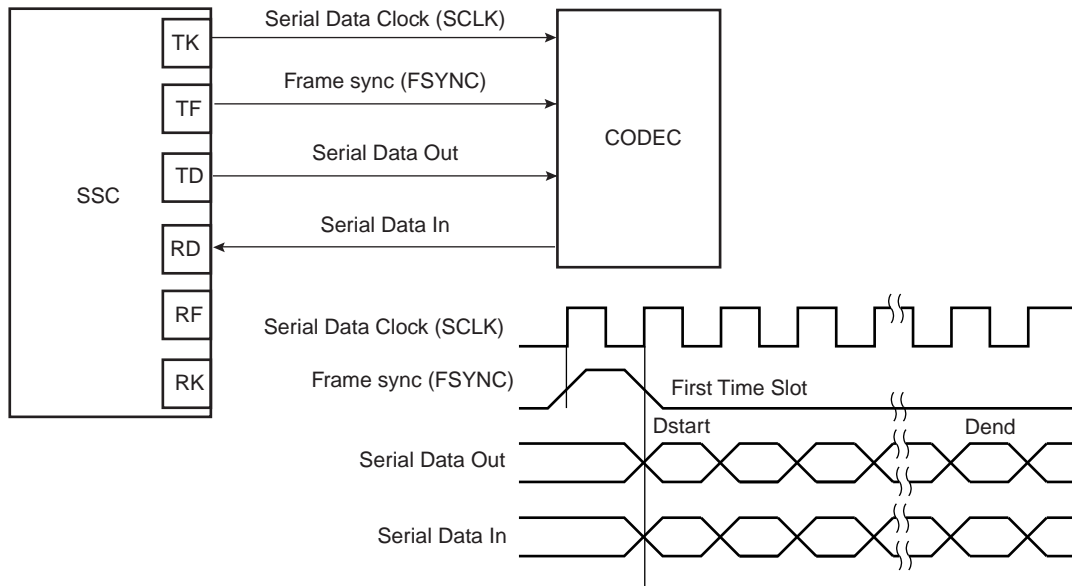 SSC
TK
TF
TD
RD
RF
RK
Serial Data Clock (SCLK)
Frame sync (FSYNC)
Serial Data Out
Serial Data In
CODEC
Serial Data Clock (SCLK)
Frame sync (FSYNC)
First Time Slot
Dstart
Dend
Serial Data Out
Serial Data In